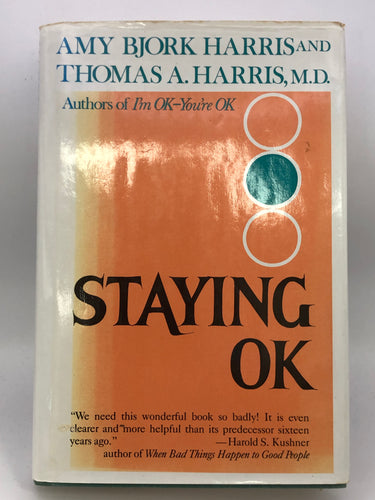 AMY BJORK HARRIS AND
THOMAS A. HARRIS, M.D.
Authors of I'm OK–You're OK
STAYING
OK
"We need this wonderful book so badly! It is even
clearer and more helpful than its predecessor sixteen
years ago."
—Harold S. Kushner
author of When Bad Things Happen to Good People